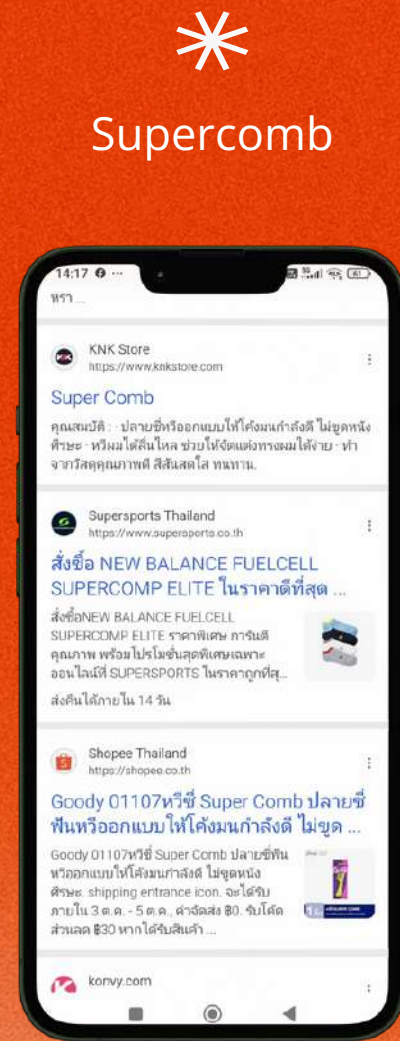 Supercomb
14:17
หรา ...
KNK Store
https://www.knkstore.com
Super Comb
คุณสมบัติ : · ปลายซี่หวีออกแบบให้โค้งมนกำลังดี ไม่ขูดหนัง
ศีรษะ · หวีผมได้ลื่นไหล ช่วยให้จัดแต่งทรงผมได้ง่าย · ทำ
จากวัสดุคุณภาพดี สีสันสดใส ทนทาน.
Supersports Thailand
https://www.supersports.co.th
สั่งซื้อ NEW BALANCE FUELCELL
SUPERCOMP ELITE ในราคาดีที่สุด ...
สั่งซื้อNEW BALANCE FUELCELL
SUPERCOMP ELITE ราคาพิเศษ การันตี
คุณภาพ พร้อมโปรโมชั่นสุดพิเศษเฉพาะ
ออนไลน์ที่ SUPERSPORTS ในราคาถูกที่สุ...
ส่งคืนได้ภายใน 14 วัน
Shopee Thailand
https://shopee.co.th
Goody 01107หวีซี่ Super Comb ปลายซี่
ฟันหวีออกแบบให้โค้งมนกำลังดี ไม่ขูด ...
Goody 01107หวีซี่ Super Comb ปลายซี่ฟัน
หวีออกแบบให้โค้งมนกำลังดี ไม่ขูดหนัง
ศีรษะ. shipping entrance icon. จะได้รับ
ภายใน 3 ต.ค. - 5 ต.ค., ค่าจัดส่ง ฿0. รับโค้ด
ส่วนลด ฿30 หากได้รับสินค้า ...
konvy.com